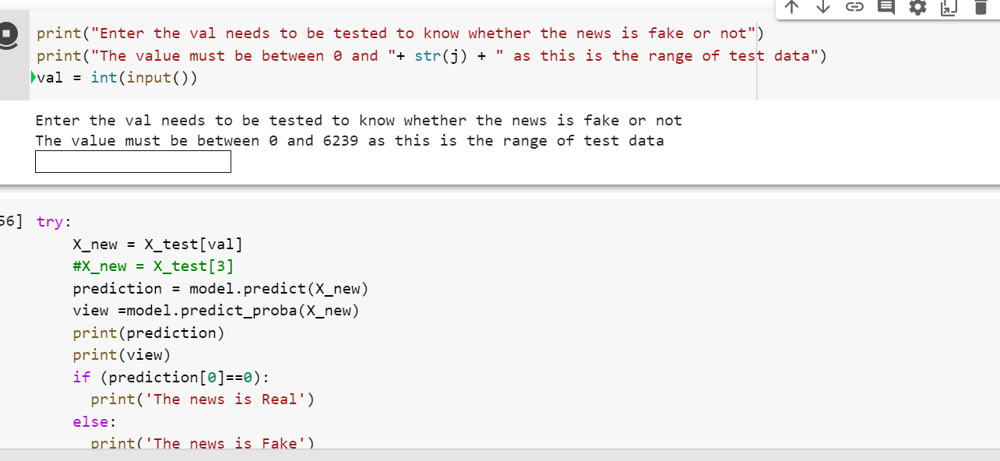 print("Enter the val needs to be tested to know whether the news is fake or not")
print("The value must be between 0 and "+ str(j) + " as this is the range of test data")
val = int(input())
Enter the val needs to be tested to know whether the news is fake or not
The value must be between 0 and 6239 as this is the range of test data
56] try:
X_new = X_test[val]
#X_new = X_test[3]
prediction = model.predict(X_new)
view =model.predict_proba(X_new)
print(prediction)
print(view)
if (prediction[0]==0):
print('The news is Real')
else:
print('The news is Fake')